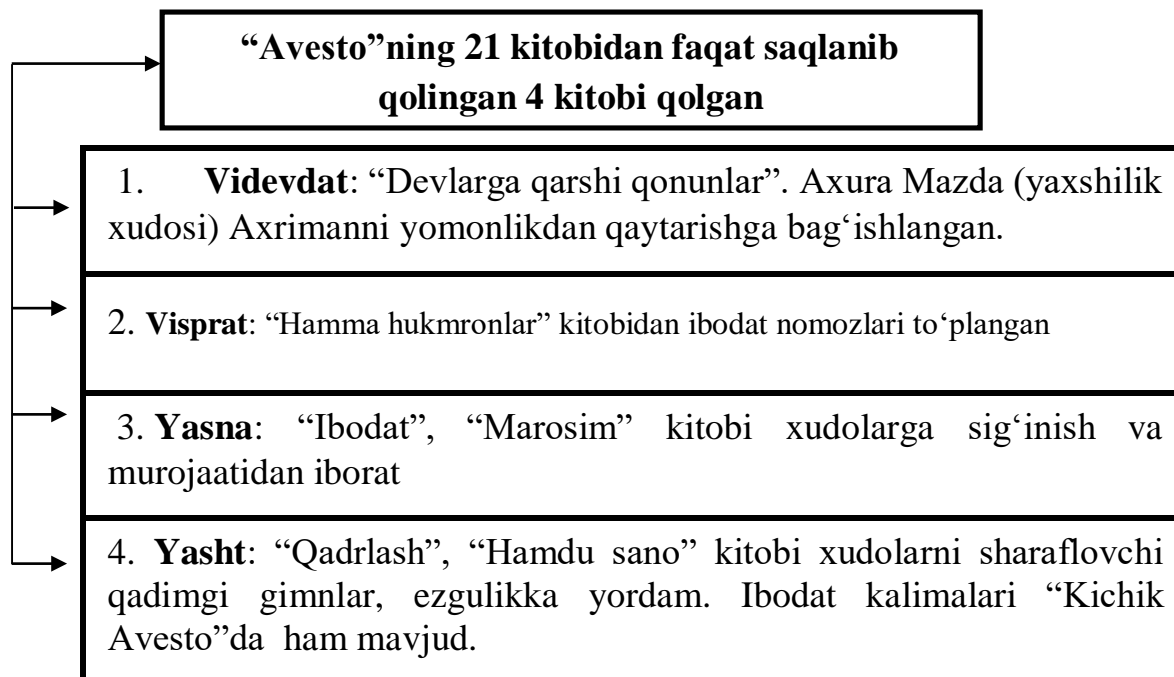 “Avesto”ning 21 kitobidan faqat saqlanib
qolingan 4 kitobi qolgan
1. Videvdat: “Devlarga qarshi qonunlar”. Axura Mazda (yaxshilik
xudosi) Axrimanni yomonlikdan qaytarishga bag‘ishlangan.
2. Visprat: “Hamma hukmronlar” kitobidan ibodat nomozlari to‘plangan
3. Yasna: “Ibodat”, “Marosim” kitobi xudolarga sig‘inish va
murojaatidan iborat
4. Yasht: “Qadrlash”, “Hamdu sano” kitobi xudolarni sharaflovchi
qadimgi gimnlar, ezgulikka yordam. Ibodat kalimalari “Kichik
Avesto”da ham mavjud.